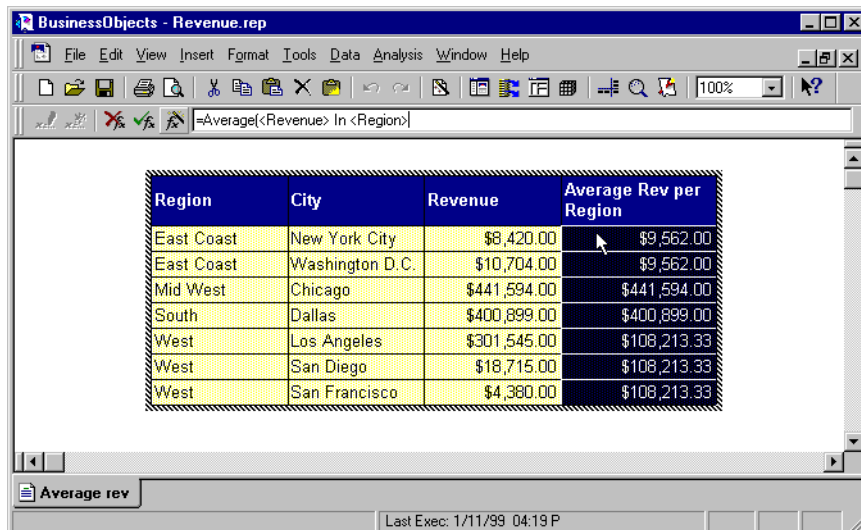 BusinessObjects - Revenue.rep
File Edit View Insert Format Tools Data Analysis Window Help
100%
=Average(<Revenue> In <Region>
Region City Revenue Average Rev per Region
East Coast New York City $8,420.00 $9,562.00
East Coast Washington D.C. $10,704.00 $9,562.00
Mid West Chicago $441,594.00 $441,594.00
South Dallas $400,899.00 $400,899.00
West Los Angeles $301,545.00 $108,213.33
West San Diego $18,715.00 $108,213.33
West San Francisco $4,380.00 $108,213.33
Average rev
Last Exec: 1/11/99 04:19 P